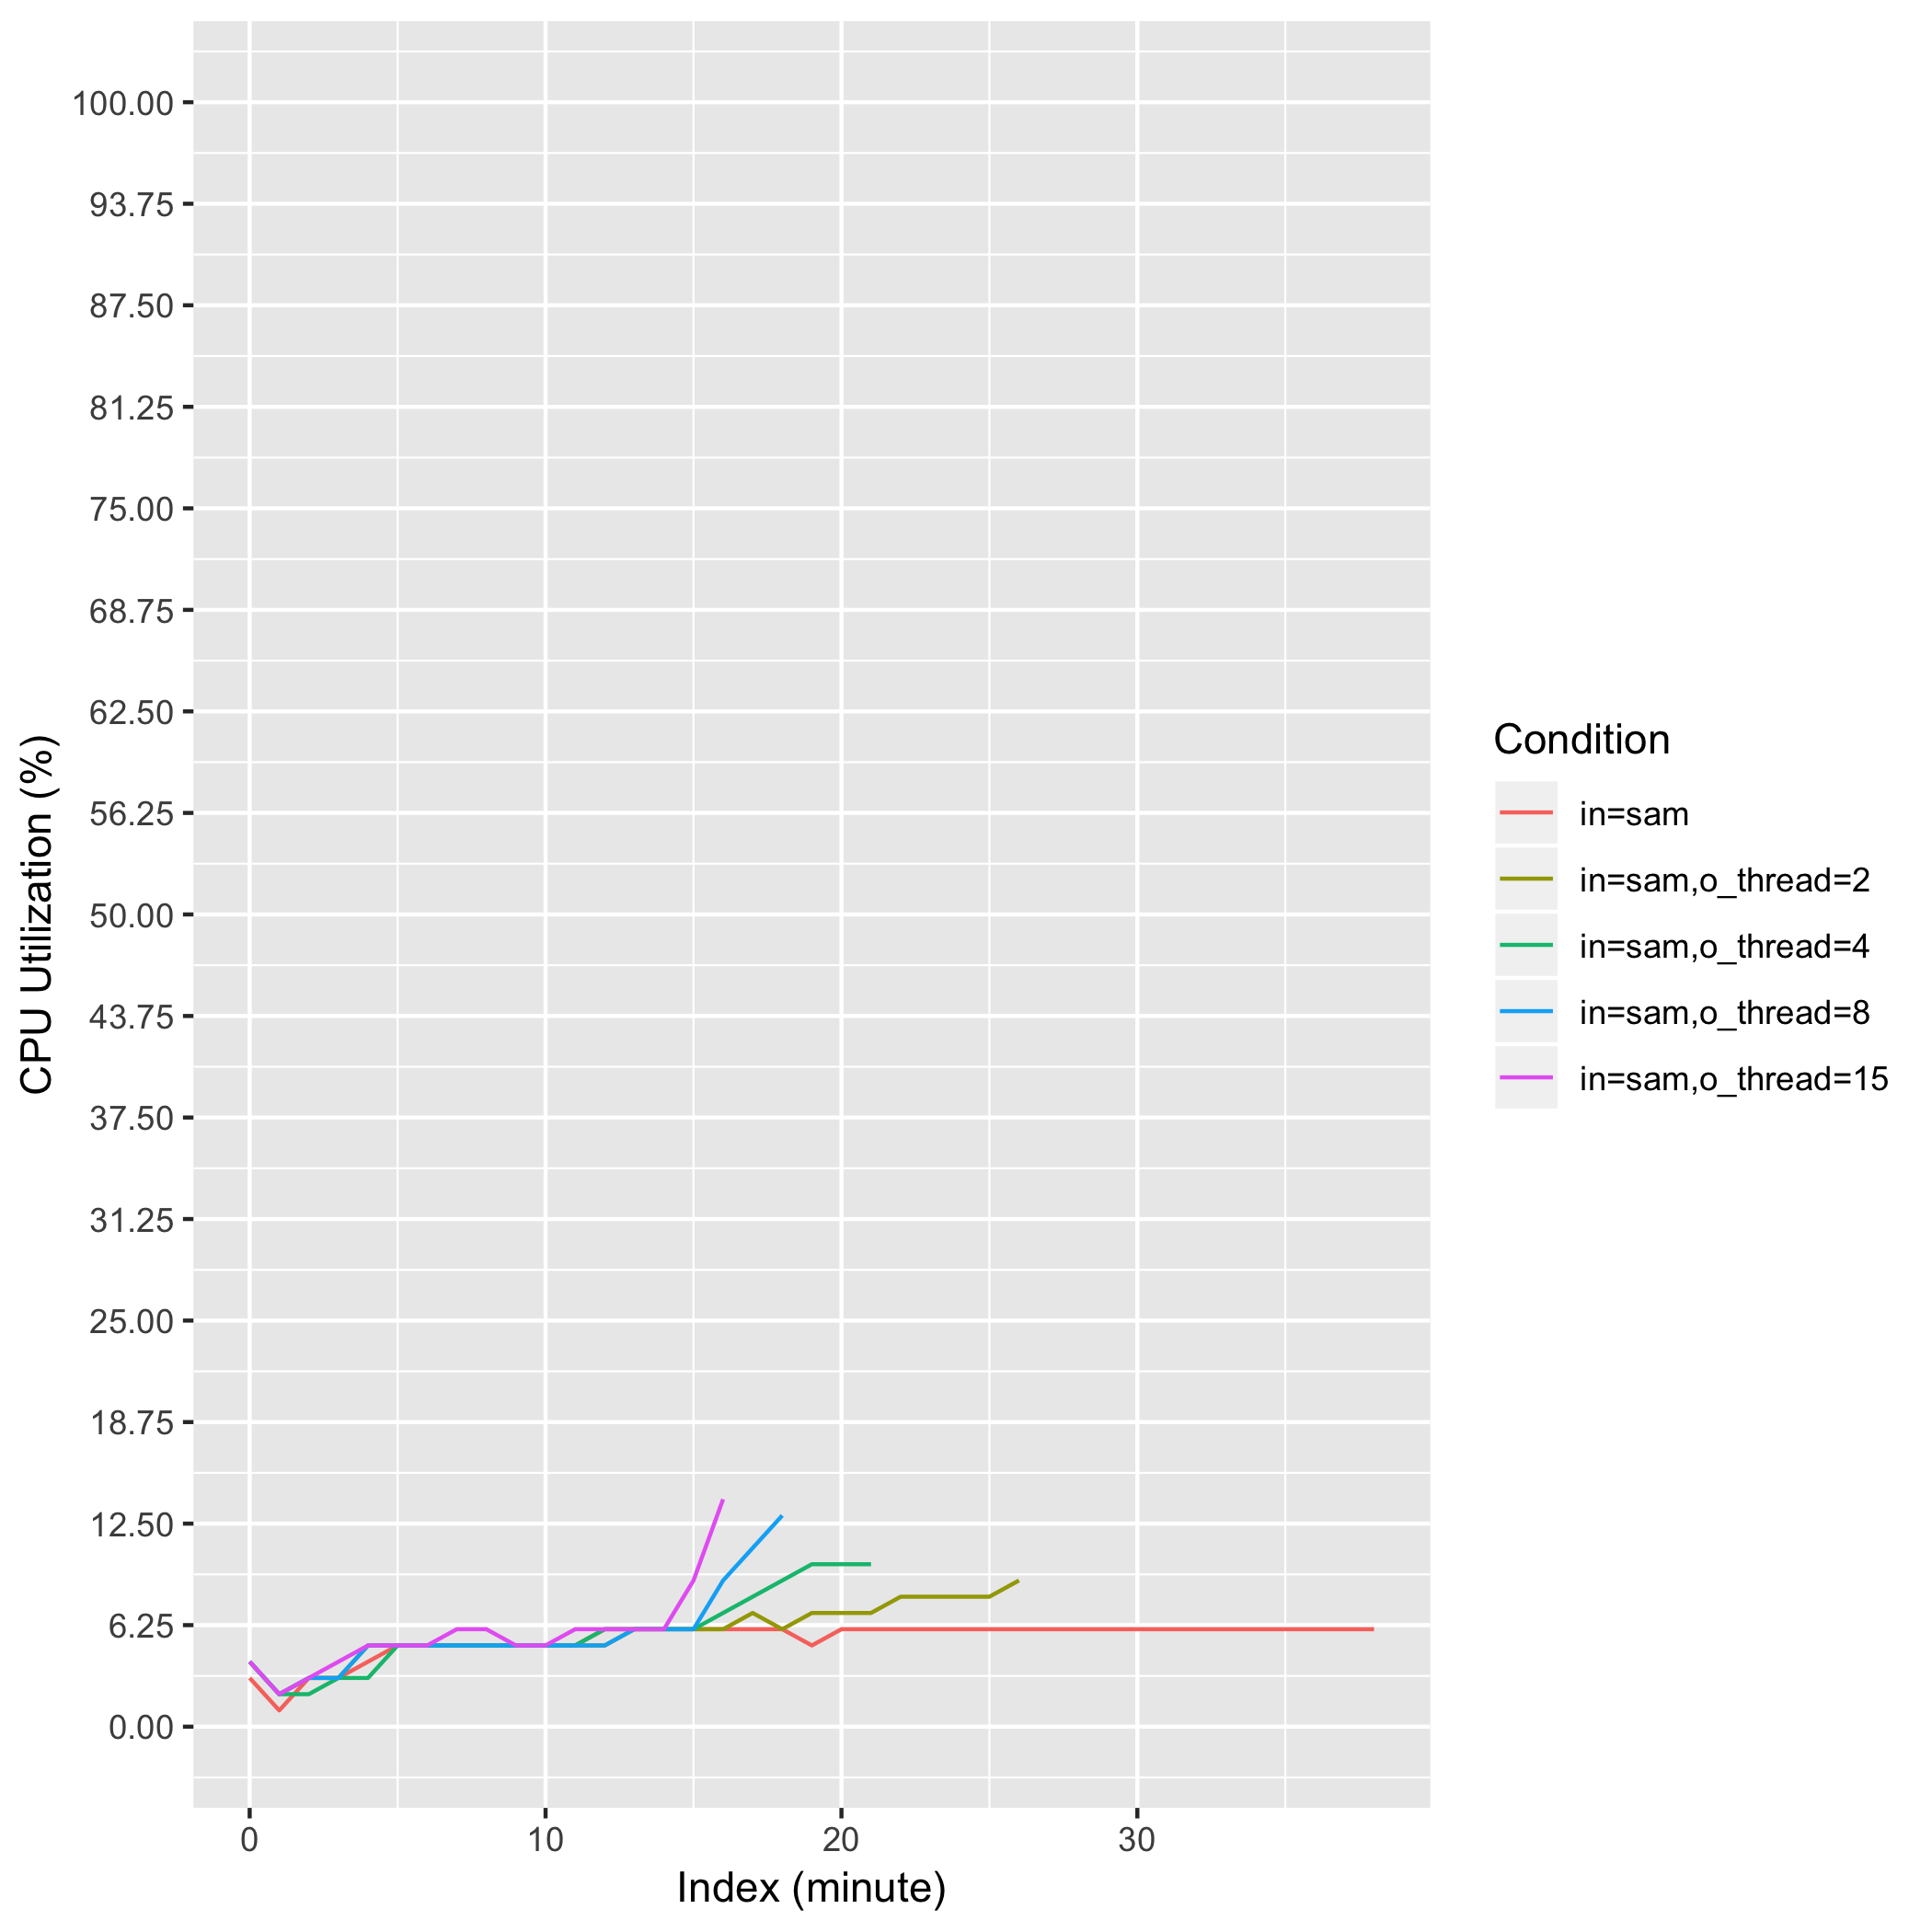 100.00
93.75
87.50
81.25
75.00
68.75
62.50
56.25
50.00
43.75
37.50
31.25
25.00
18.75
12.50
6.25
0.00
CPU Utilization (%)
0 10 20 30
Index (minute)
Condition
in=sam
in=sam,o_thread=2
in=sam,o_thread=4
in=sam,o_thread=8
in=sam,o_thread=15